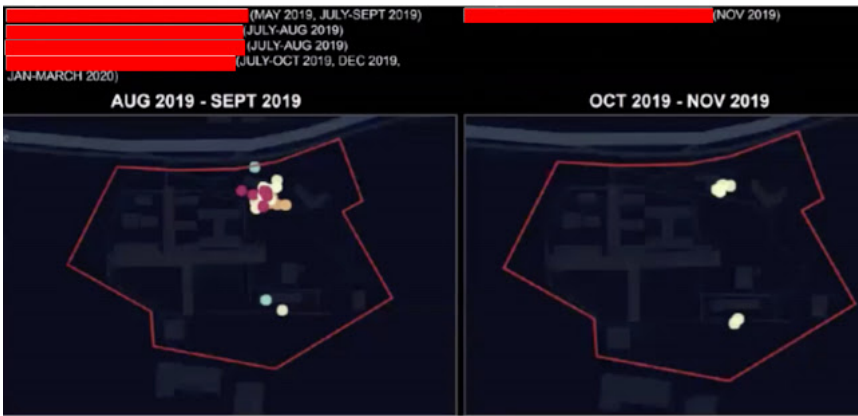 (MAY 2019, JULY-SEPT 2019)
(JULY-AUG 2019)
(JULY-AUG 2019)
(JULY-OCT 2019, DEC 2019,
JAN-MARCH 2020)
(NOV 2019)
AUG 2019 - SEPT 2019
OCT 2019 - NOV 2019